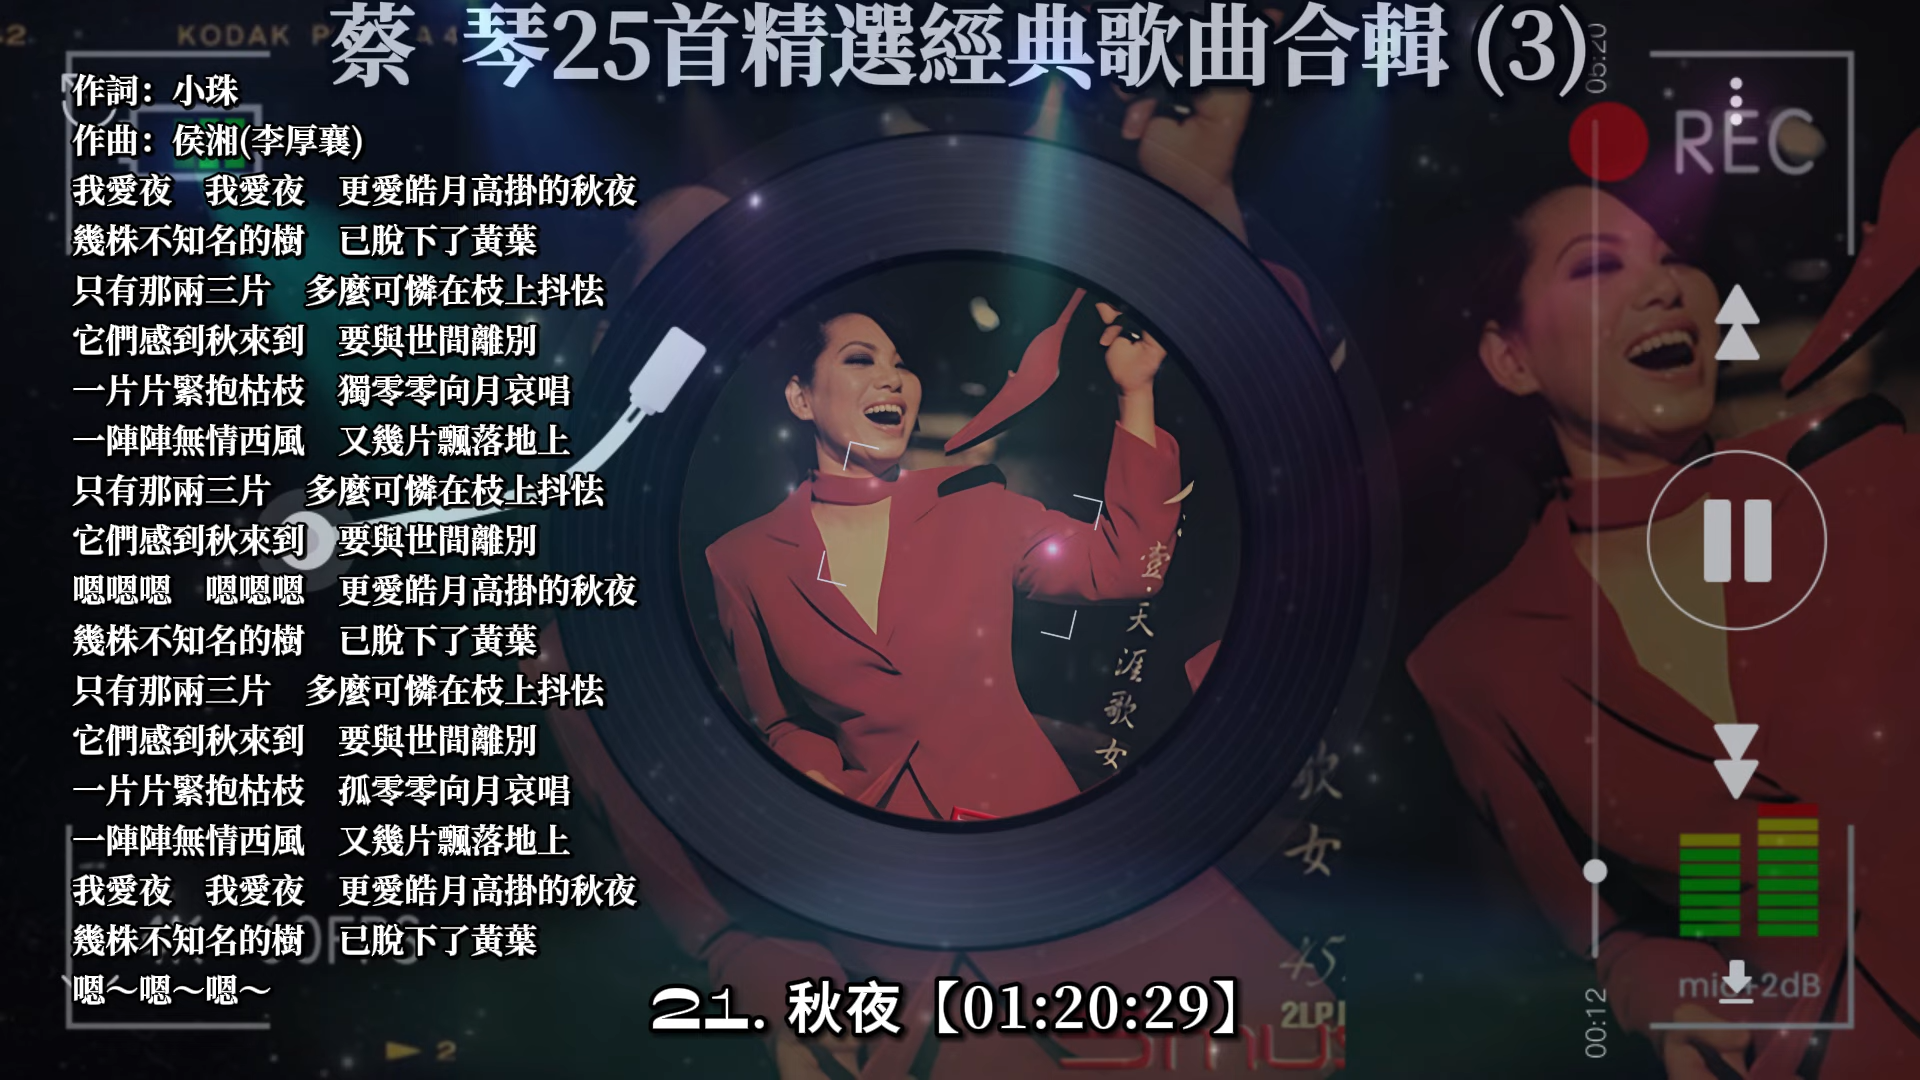 蔡 琴25首精選經典歌曲合輯 (3)
KODAK P
作詞：小珠
作曲：侯湘(李厚襄)
我愛夜　我愛夜　更愛皓月高掛的秋夜
幾株不知名的樹　已脫下了黃葉
只有那兩三片　多麼可憐在枝上抖怯
它們感到秋來到　要與世間離別
一片片緊抱枯枝　獨零零向月哀唱
一陣陣無情西風　又幾片飄落地上
只有那兩三片　多麼可憐在枝上抖怯
它們感到秋來到　要與世間離別
嗯嗯嗯　嗯嗯嗯　更愛皓月高掛的秋夜
幾株不知名的樹　已脫下了黃葉
只有那兩三片　多麼可憐在枝上抖怯
它們感到秋來到　要與世間離別
一片片緊抱枯枝　孤零零向月哀唱
一陣陣無情西風　又幾片飄落地上
我愛夜　我愛夜　更愛皓月高掛的秋夜
幾株不知名的樹　已脫下了黃葉
嗯～嗯～嗯～
壹·天涯歌女
歌女
45
2LP
21. 秋夜【01:20:29】
05:20
REC
00:12
+2dB
2